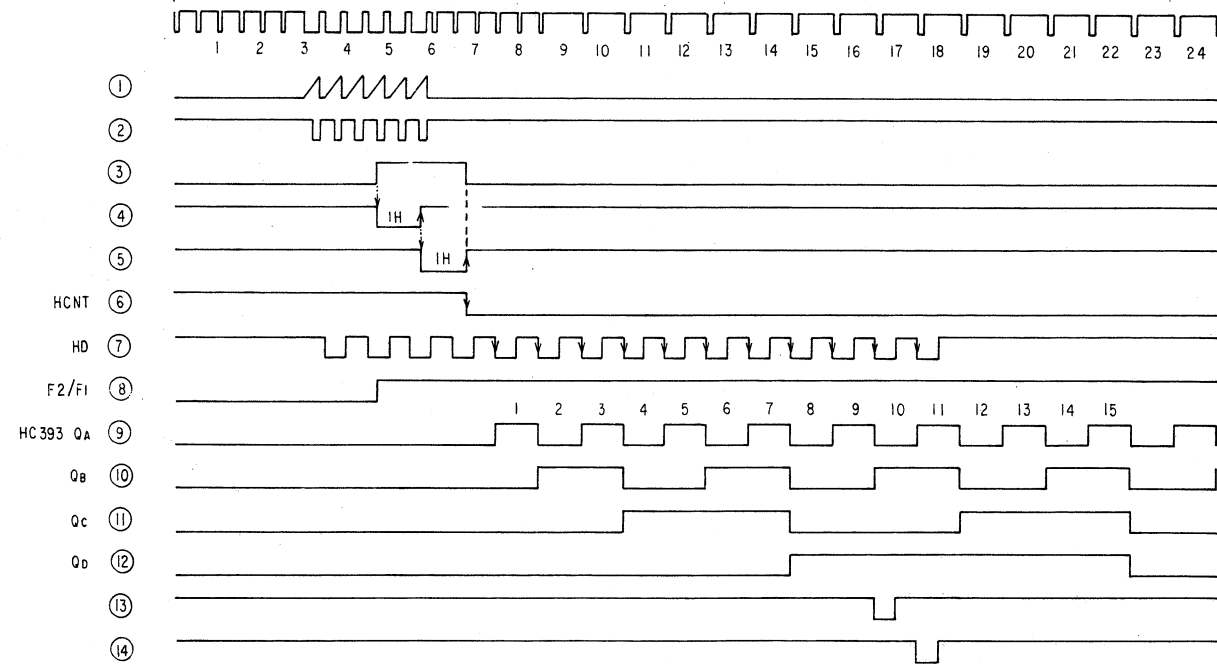 1 2 3 4 5 6 7 8 9 10 11 12 13 14 15 16 17 18 19 20 21 22 23 24
①
②
③
④ 1H
⑤ 1H
HCNT ⑥
HD ⑦
F2/F1 ⑧
1 2 3 4 5 6 7 8 9 10 11 12 13 14 15
HC393 QA ⑨
QB ⑩
QC ⑪
QD ⑫
⑬
⑭